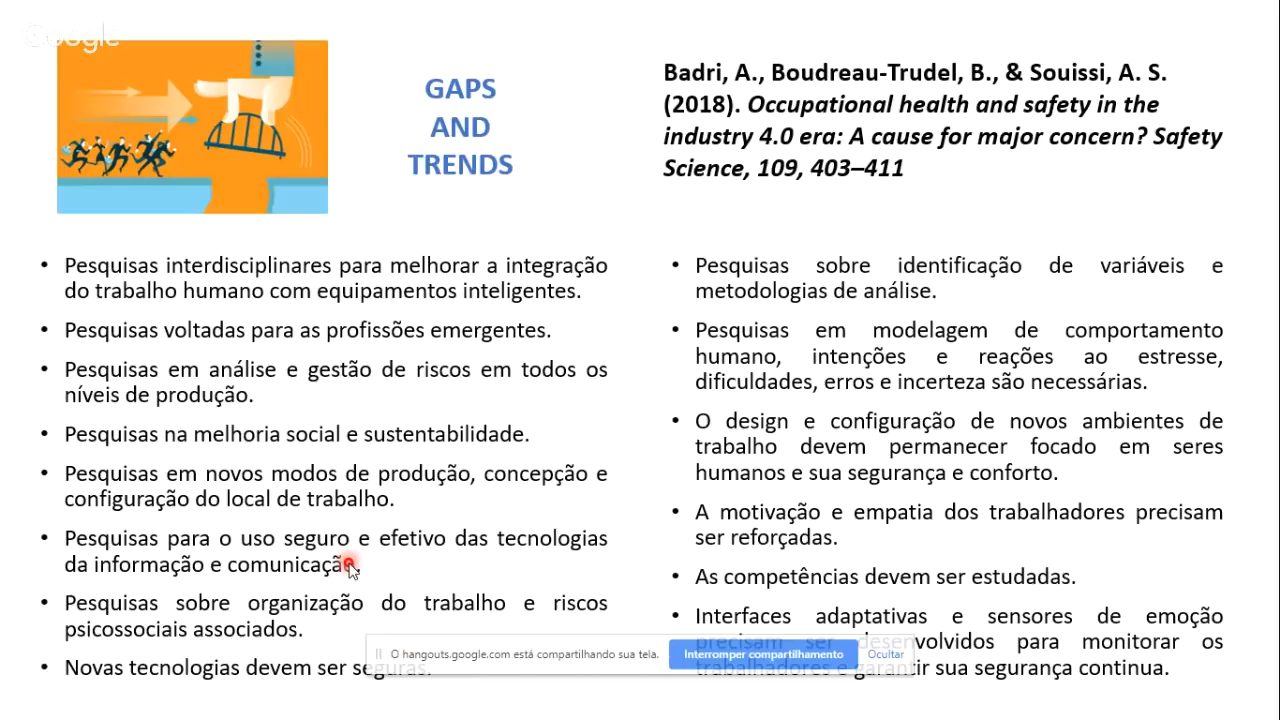 Google
GAPS
AND
TRENDS
Badri, A., Boudreau-Trudel, B., & Souissi, A. S.
(2018). Occupational health and safety in the
industry 4.0 era: A cause for major concern? Safety
Science, 109, 403–411
• Pesquisas interdisciplinares para melhorar a integração
do trabalho humano com equipamentos inteligentes.
• Pesquisas voltadas para as profissões emergentes.
• Pesquisas em análise e gestão de riscos em todos os
níveis de produção.
• Pesquisas na melhoria social e sustentabilidade.
• Pesquisas em novos modos de produção, concepção e
configuração do local de trabalho.
• Pesquisas para o uso seguro e efetivo das tecnologias
da informação e comunicação.
• Pesquisas sobre organização do trabalho e riscos
psicossociais associados.
• Novas tecnologias devem ser seguras.
• Pesquisas sobre identificação de variáveis e
metodologias de análise.
• Pesquisas em modelagem de comportamento
humano, intenções e reações ao estresse,
dificuldades, erros e incerteza são necessárias.
• O design e configuração de novos ambientes de
trabalho devem permanecer focado em seres
humanos e sua segurança e conforto.
• A motivação e empatia dos trabalhadores precisam
ser reforçadas.
• As competências devem ser estudadas.
• Interfaces adaptativas e sensores de emoção
precisam ser desenvolvidos para monitorar os
trabalhadores e garantir sua segurança continua.
O hangouts.google.com está compartilhando sua tela.
Interromper compartilhamento
Ocultar